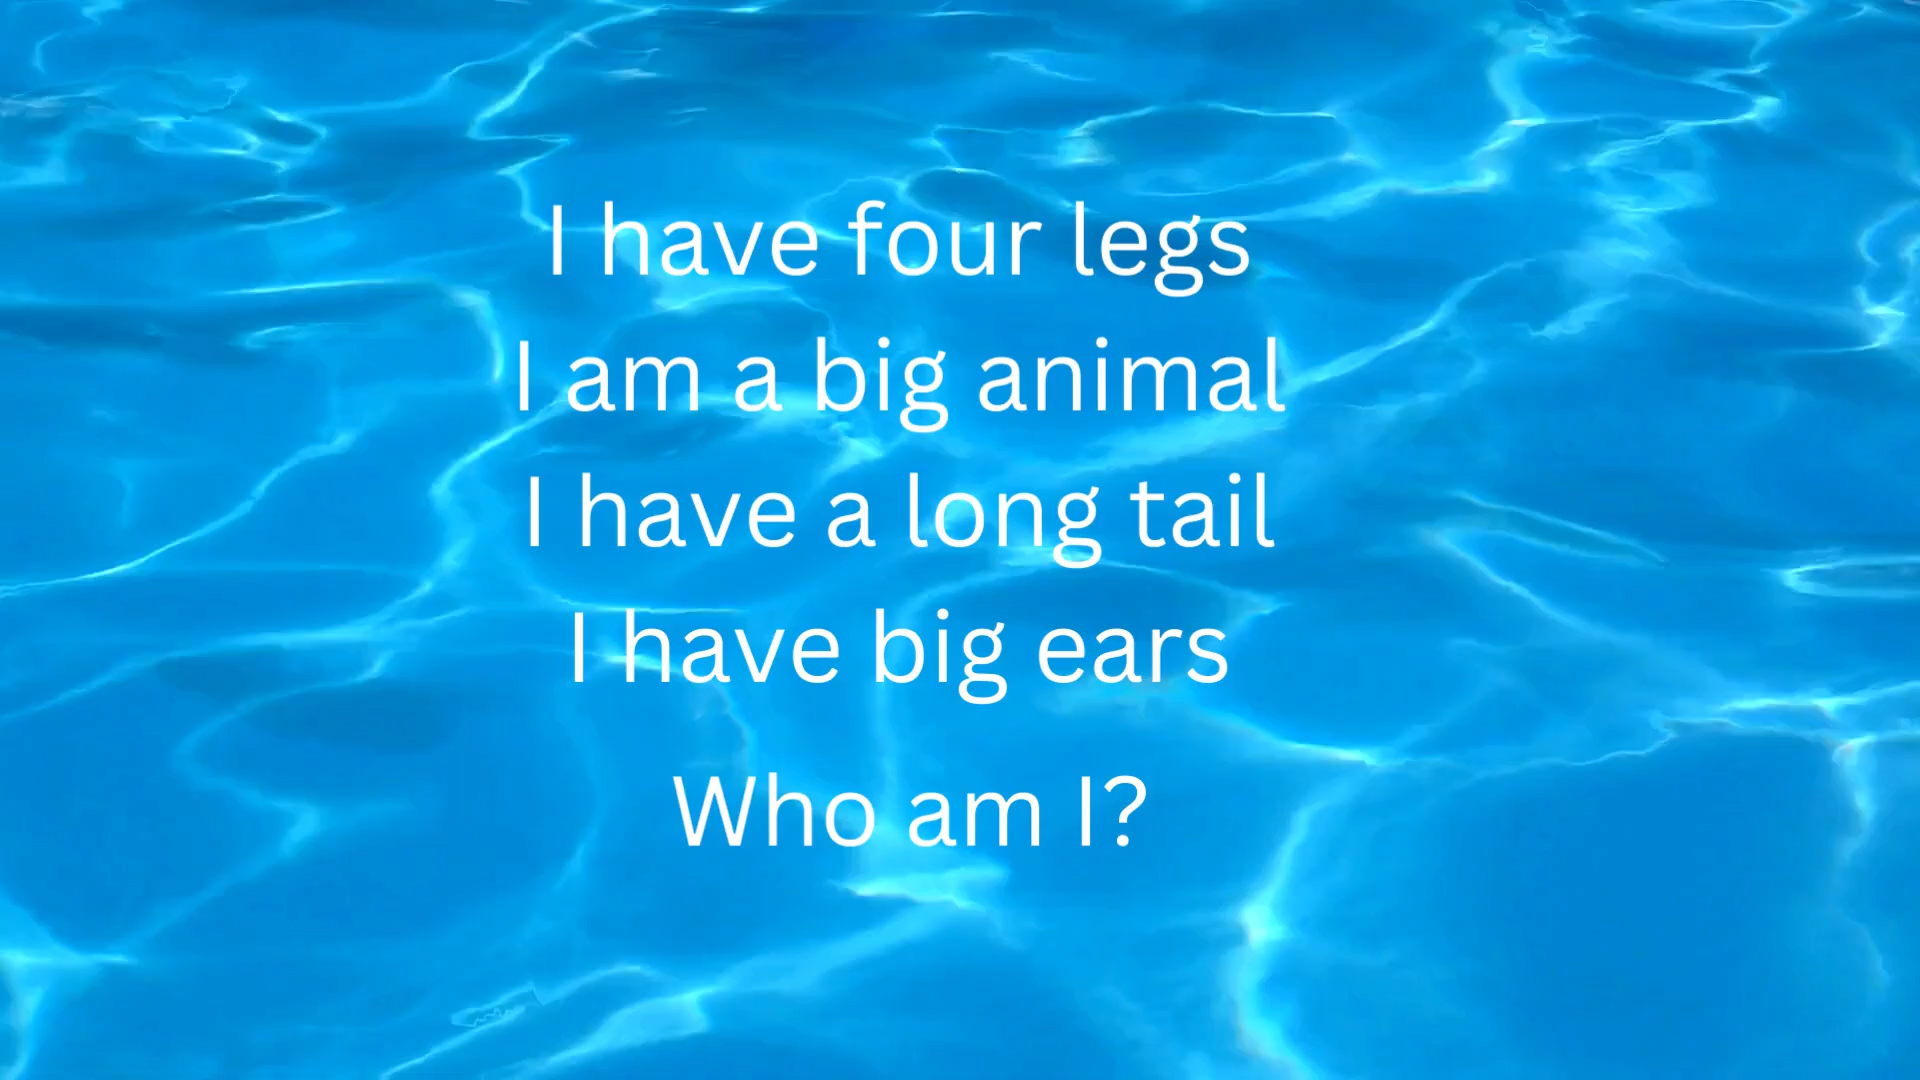 I have four legs
I am a big animal
I have a long tail
I have big ears
Who am I?